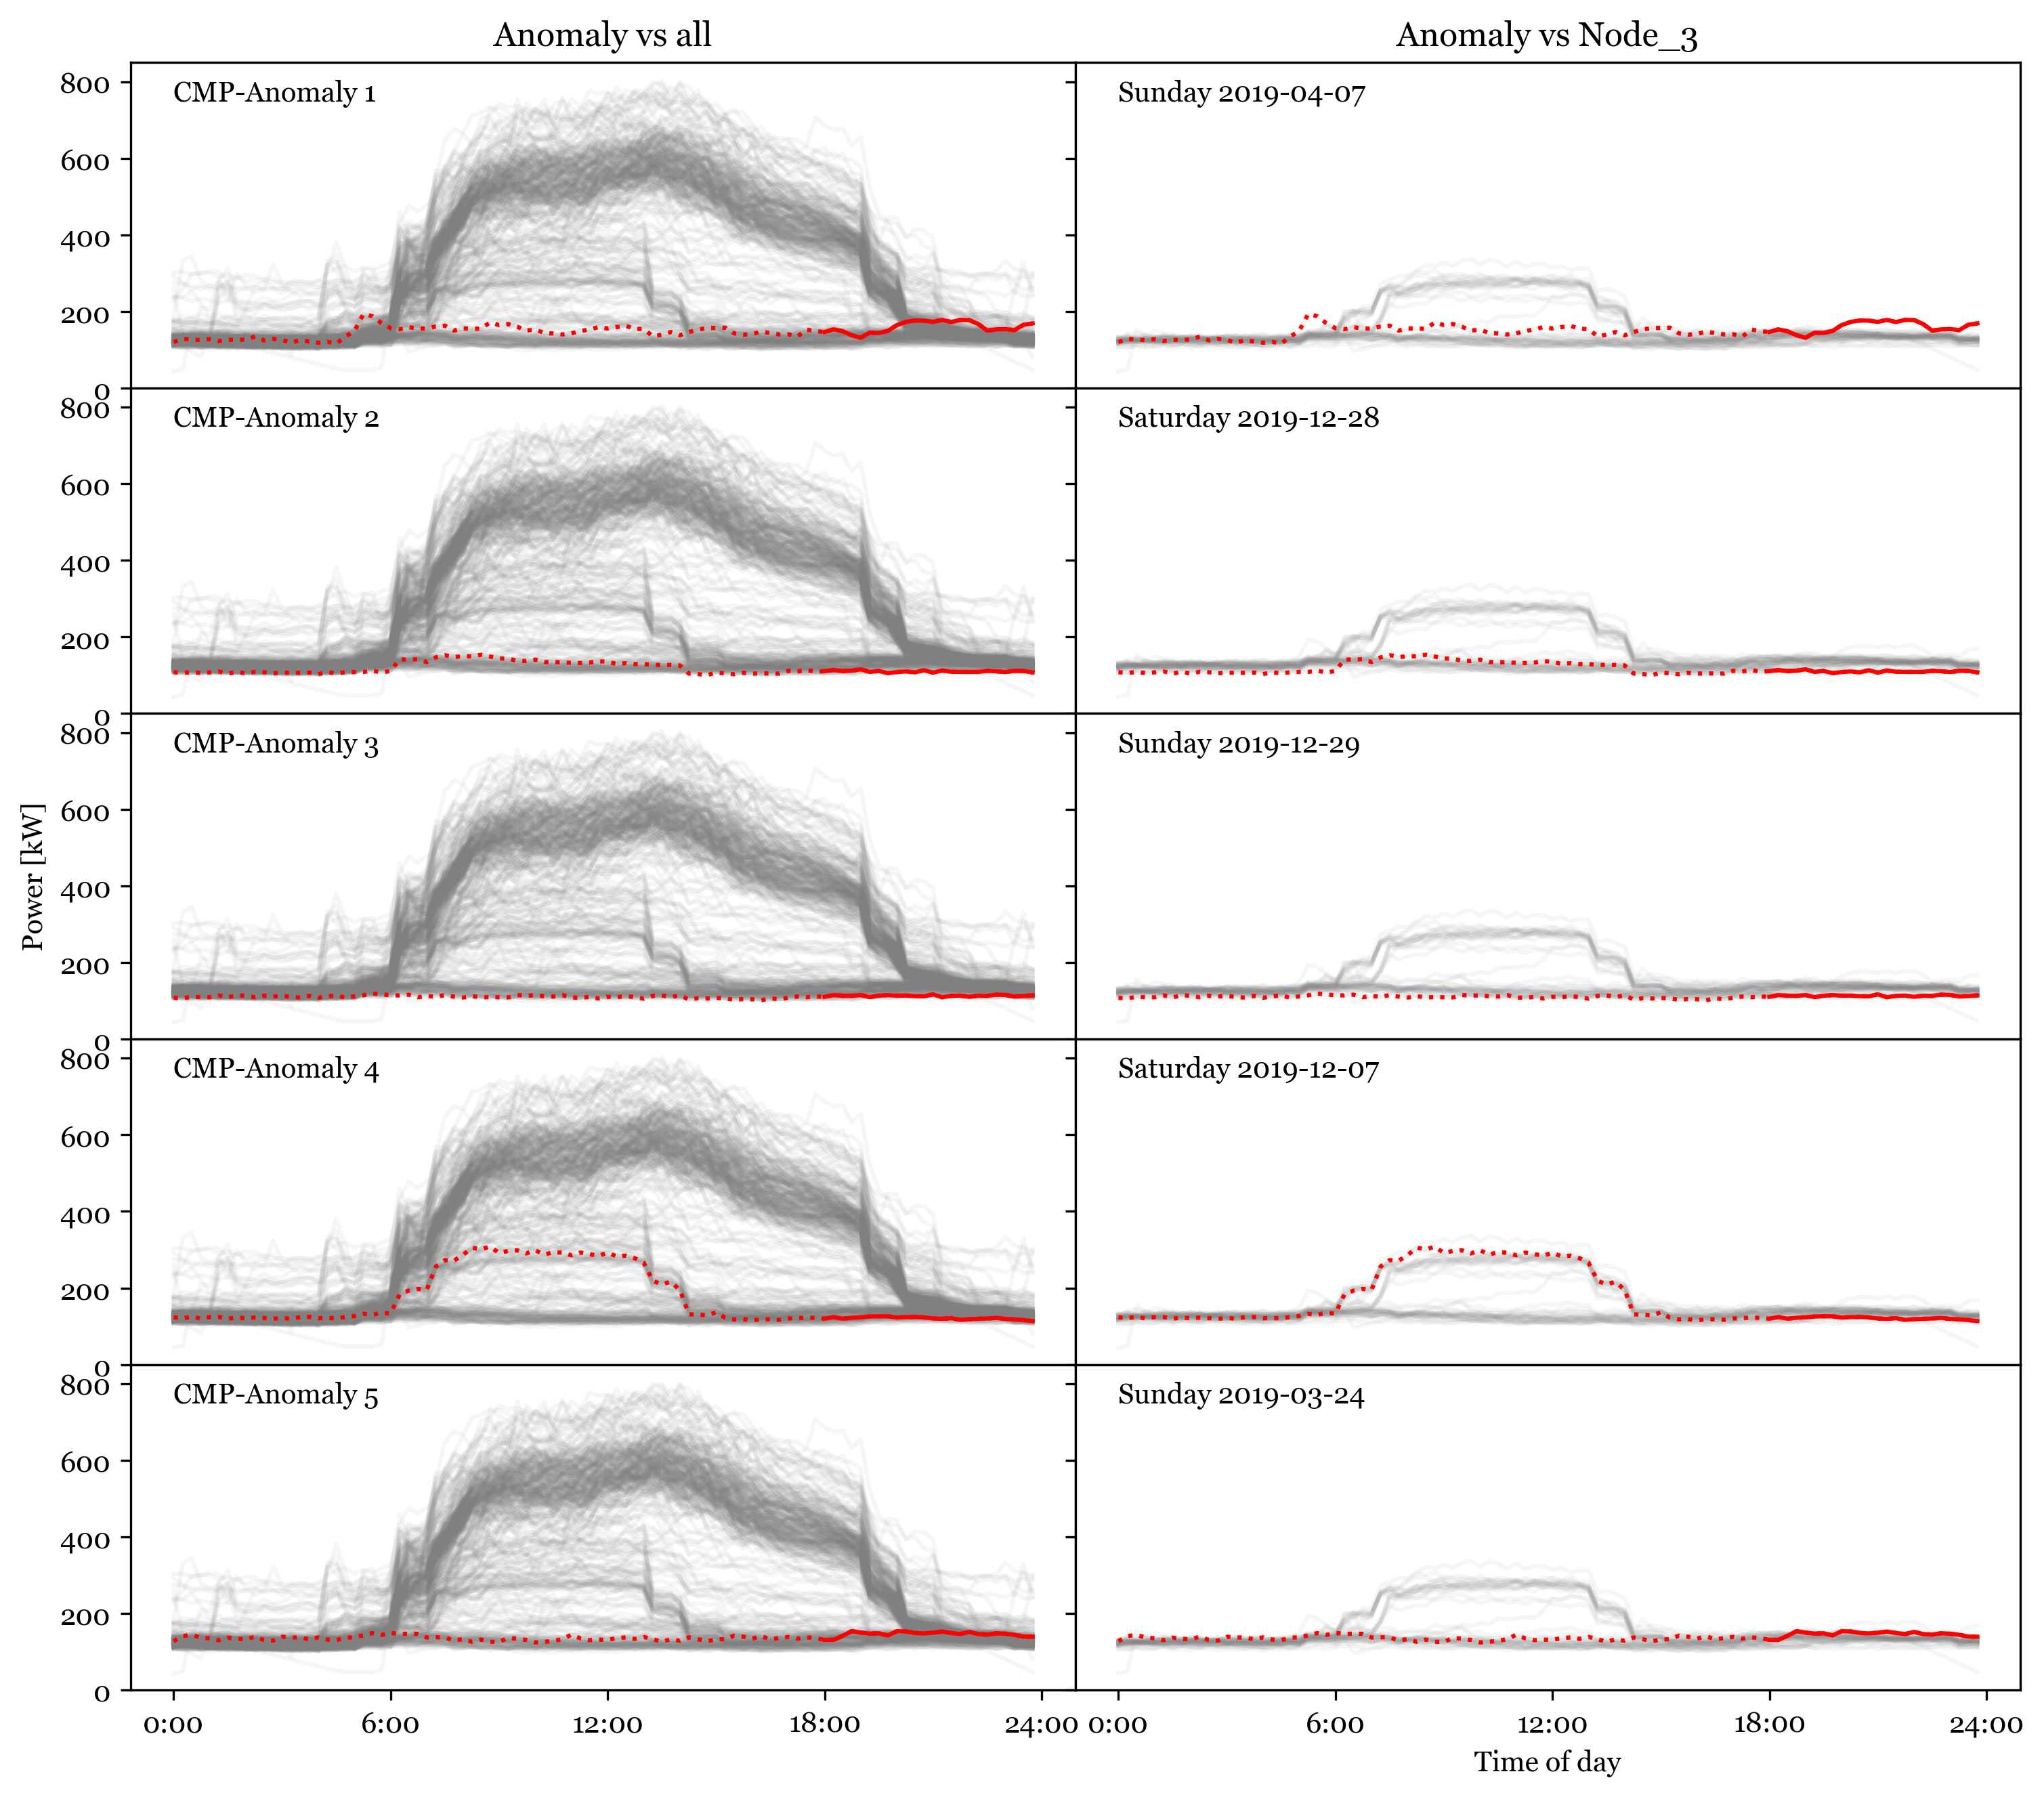 Anomaly vs all
Anomaly vs Node_3
800
CMP-Anomaly 1
Sunday 2019-04-07
600
400
200
0
800
CMP-Anomaly 2
Saturday 2019-12-28
600
400
200
0
800
CMP-Anomaly 3
Sunday 2019-12-29
600
400
200
0
Power [kW]
800
CMP-Anomaly 4
Saturday 2019-12-07
600
400
200
0
800
CMP-Anomaly 5
Sunday 2019-03-24
600
400
200
0
0:00 6:00 12:00 18:00 24:00 0:00 6:00 12:00 18:00 24:00
Time of day